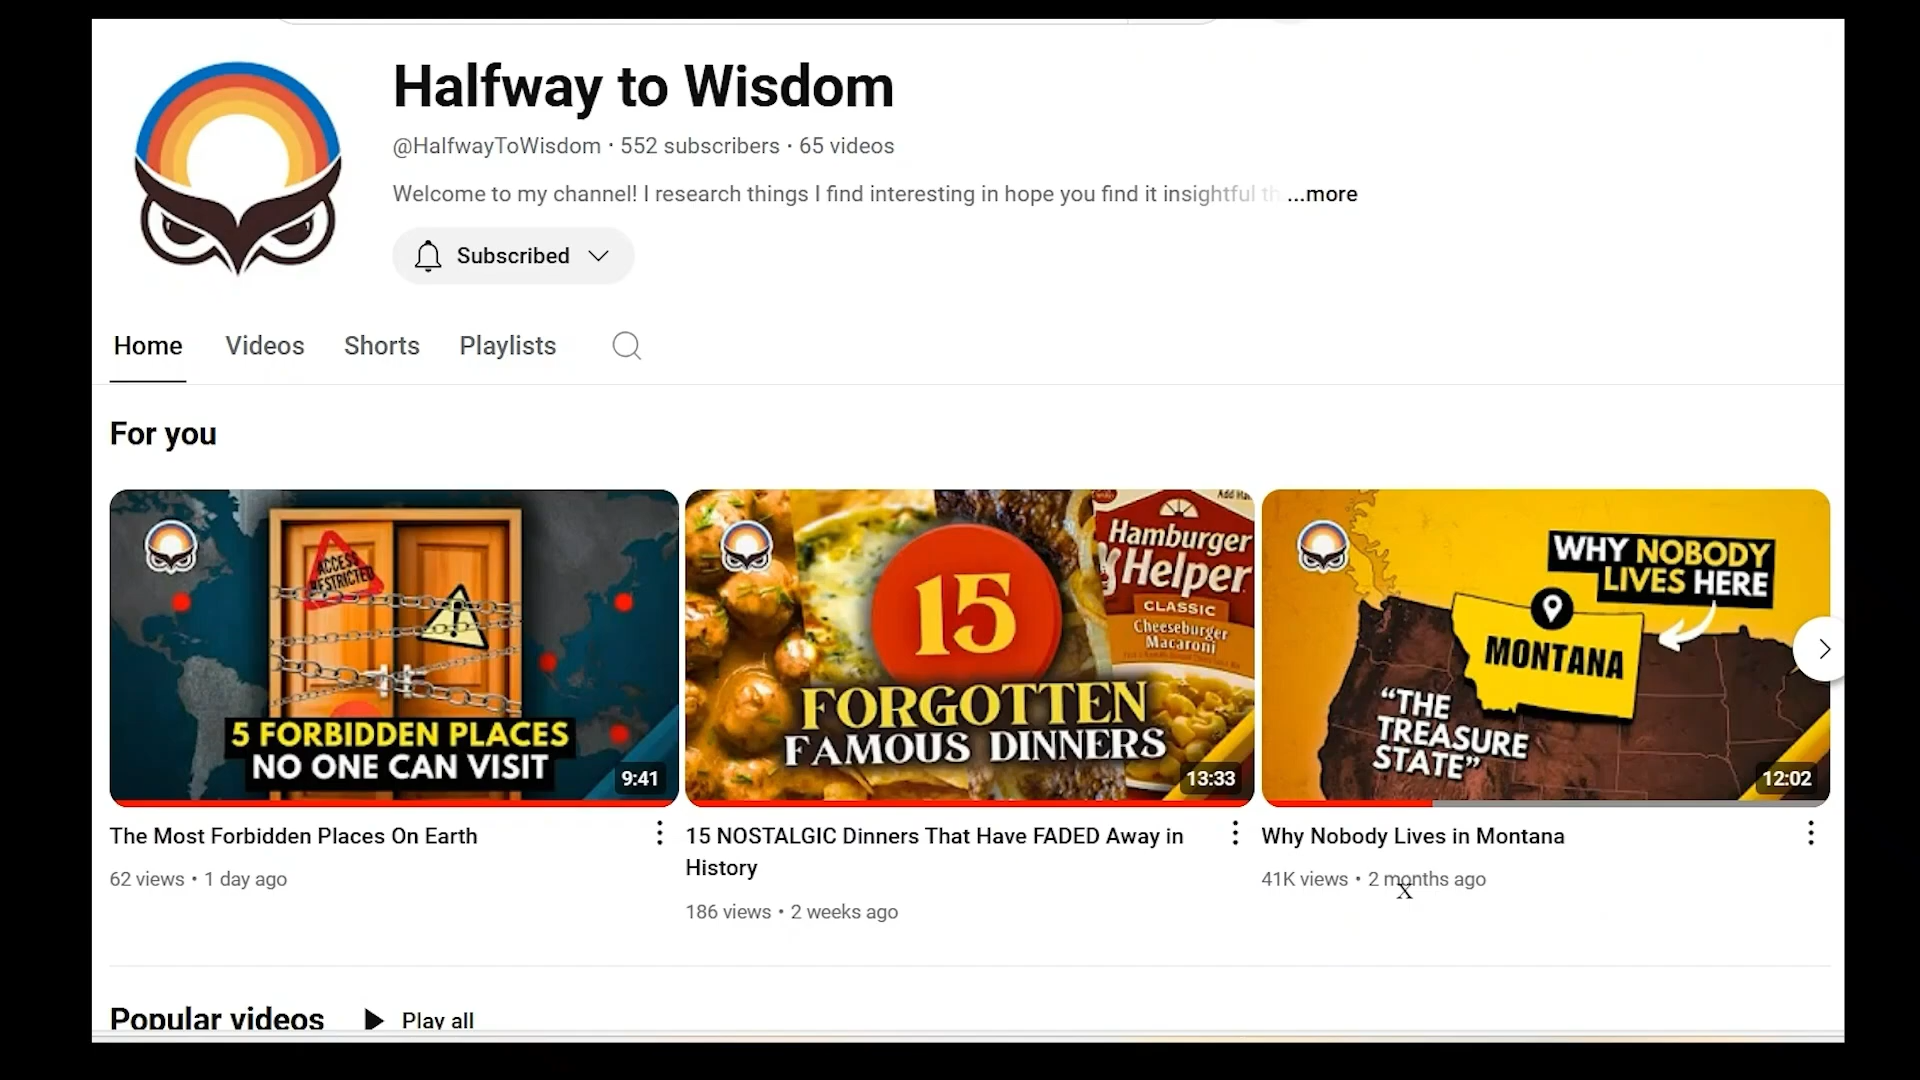 Halfway to Wisdom
@HalfwayToWisdom • 552 subscribers • 65 videos
Welcome to my channel! I research things I find interesting in hope you find it insightful ...more
Subscribed
Home Videos Shorts Playlists
For you
ACCESS
RESTRICTED
5 FORBIDDEN PLACES
NO ONE CAN VISIT
9:41
The Most Forbidden Places On Earth
62 views • 1 day ago
15
FORGOTTEN
FAMOUS DINNERS
Hamburger
Helper
CLASSIC
Cheeseburger
Macaroni
13:33
15 NOSTALGIC Dinners That Have FADED Away in
History
186 views • 2 weeks ago
WHY NOBODY
LIVES HERE
MONTANA
“THE
TREASURE
STATE”
12:02
Why Nobody Lives in Montana
41K views • 2 months ago
Popular videos Play all